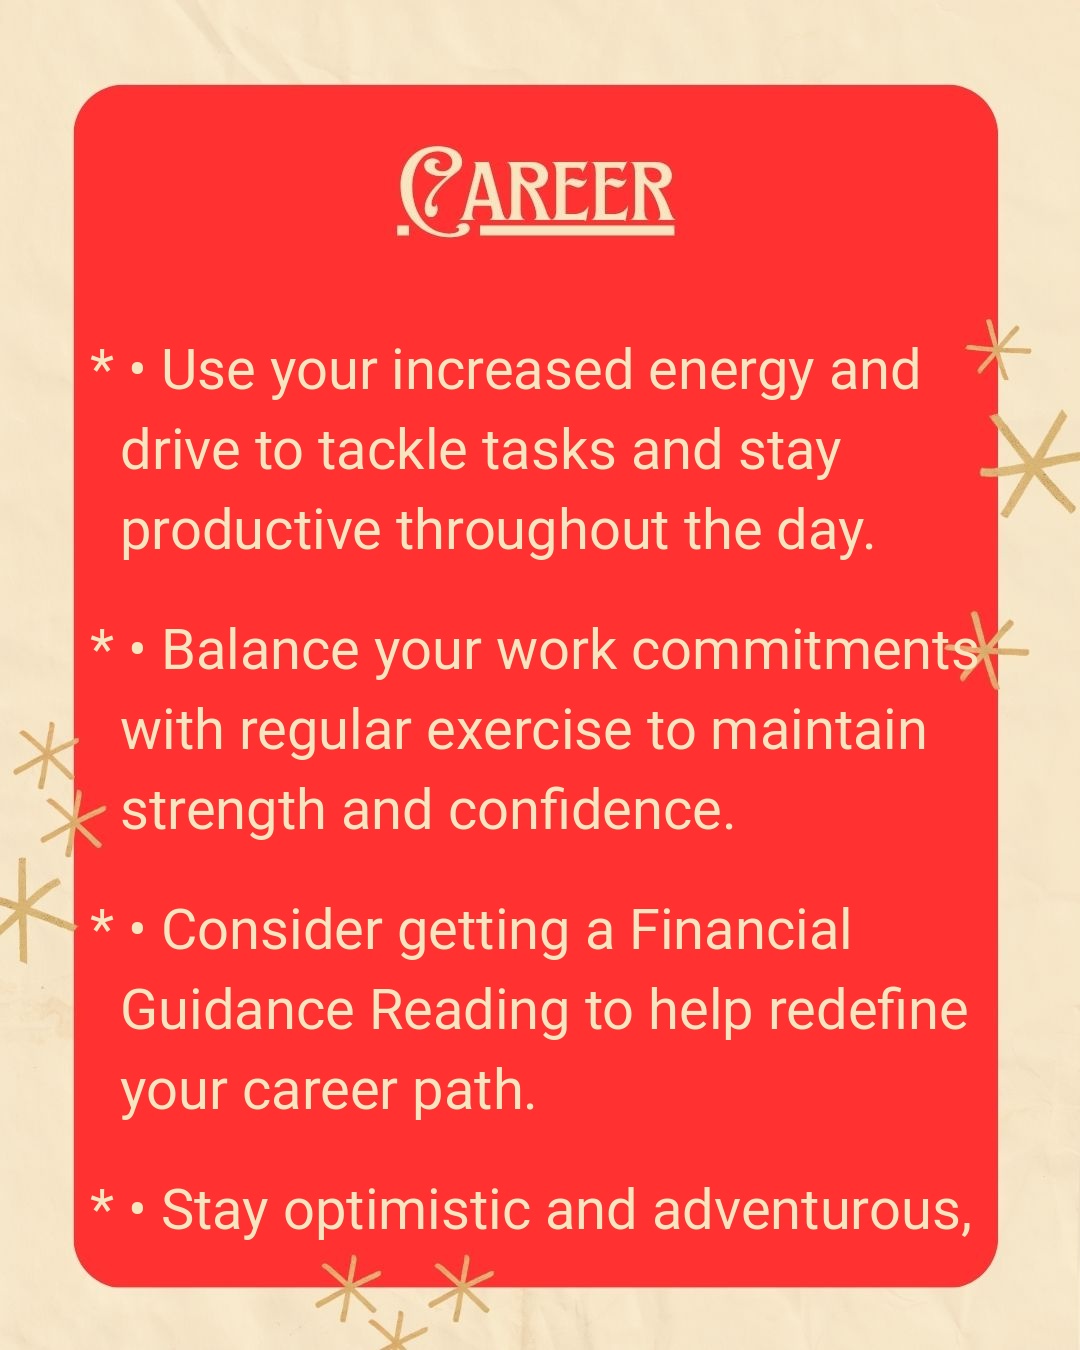 Career
* • Use your increased energy and
drive to tackle tasks and stay
productive throughout the day.
* • Balance your work commitments
with regular exercise to maintain
strength and confidence.
* • Consider getting a Financial
Guidance Reading to help redefine
your career path.
* • Stay optimistic and adventurous,